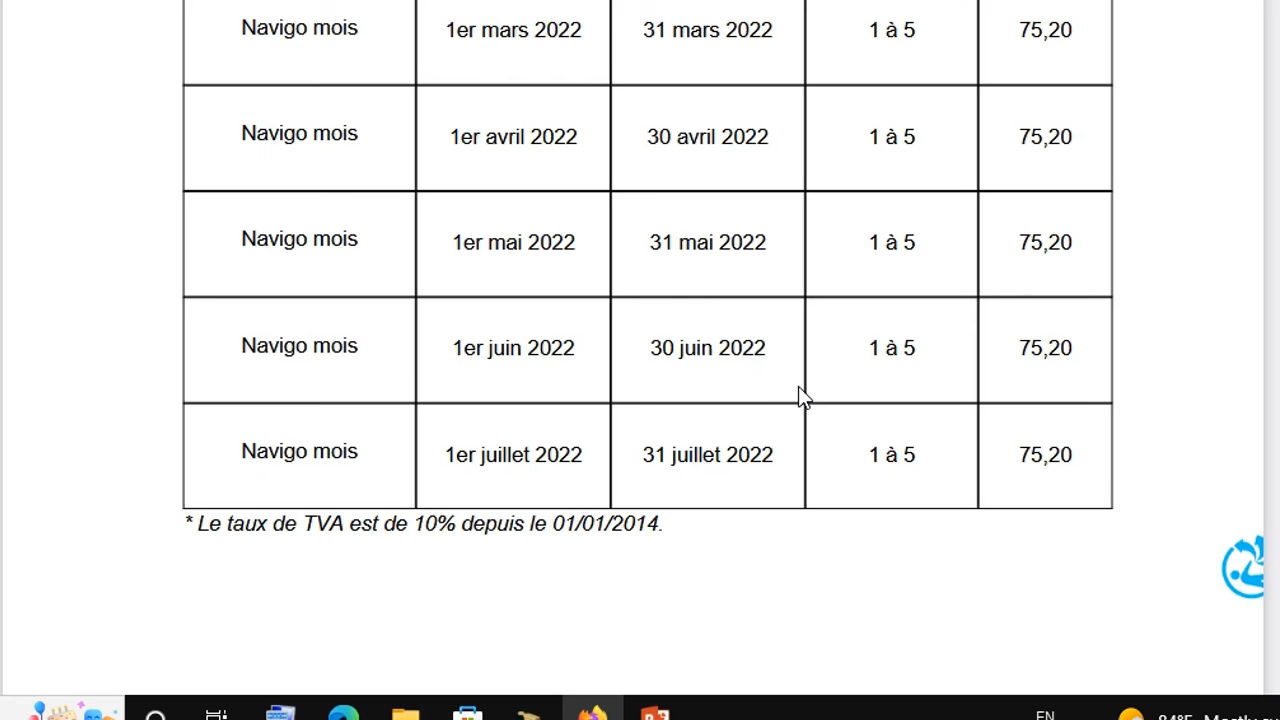 Navigo mois 1er mars 2022 31 mars 2022 1 à 5 75,20
Navigo mois 1er avril 2022 30 avril 2022 1 à 5 75,20
Navigo mois 1er mai 2022 31 mai 2022 1 à 5 75,20
Navigo mois 1er juin 2022 30 juin 2022 1 à 5 75,20
Navigo mois 1er juillet 2022 31 juillet 2022 1 à 5 75,20
* Le taux de TVA est de 10% depuis le 01/01/2014.
EN
84°F Mostly